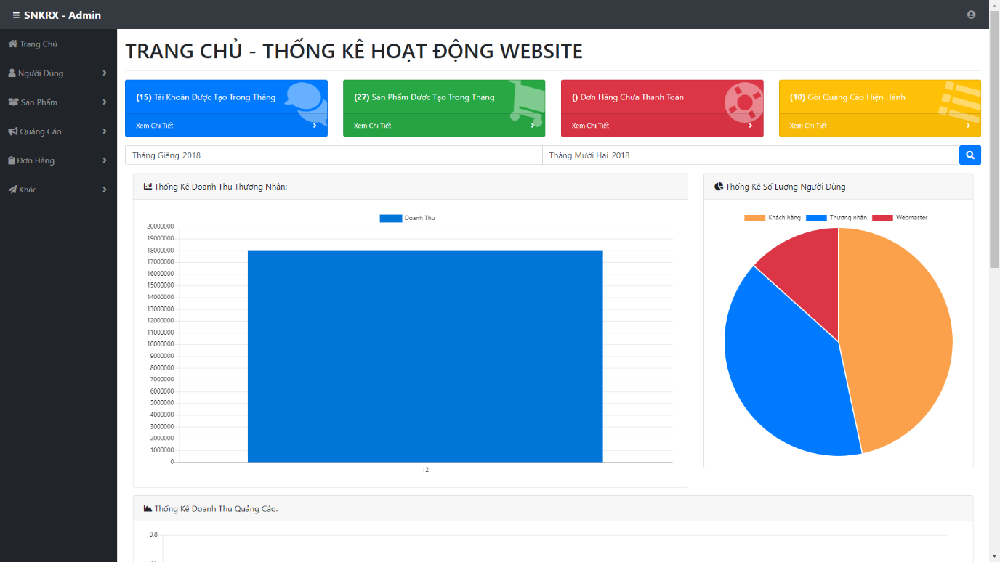 SNKRX - Admin
Trang Chủ
Người Dùng
Sản Phẩm
Quảng Cáo
Đơn Hàng
Khác
TRANG CHỦ - THỐNG KÊ HOẠT ĐỘNG WEBSITE
(15) Tài Khoản Được Tạo Trong Tháng
Xem Chi Tiết
(27) Sản Phẩm Được Tạo Trong Tháng
Xem Chi Tiết
() Đơn Hàng Chưa Thanh Toán
Xem Chi Tiết
(10) Gói Quảng Cáo Hiện Hành
Xem Chi Tiết
Tháng Giêng 2018
Tháng Mười Hai 2018
Thống Kê Doanh Thu Thương Nhân:
Doanh Thu
20000000
19000000
18000000
17000000
16000000
15000000
14000000
13000000
12000000
11000000
10000000
9000000
8000000
7000000
6000000
5000000
4000000
3000000
2000000
1000000
0
12
Thống Kê Số Lượng Người Dùng
Khách hàng Thương nhân Webmaster
Thống Kê Doanh Thu Quảng Cáo:
0.8